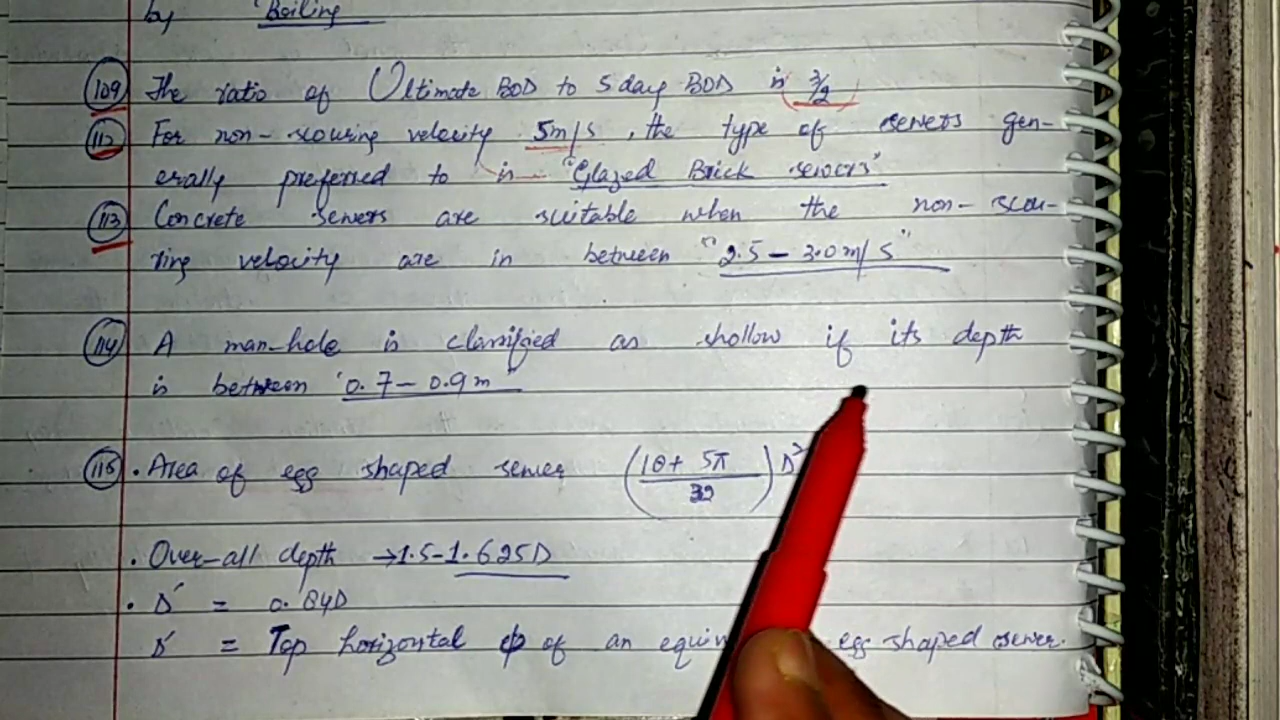 by "Boiling
109 The ratio of Ultimate BOD to 5 day BOD is 3/2
112 For non-scouring velocity 5m/s, the type of sewers gen-
erally preferred to is "Glazed Brick sewers"
113 Concrete sewers are suitable when the non-scou-
ring velocity are in between "2.5 - 3.0m/s"
114 A man-hole is classified as shallow if its depth
is between '0.7-0.9m
115 . Area of egg shaped sewer (10+5π/32) D²
. Over-all depth →1.5-1.625D
. D' = 0.84D
D' = Top horizontal ф of an egg shaped sewer.